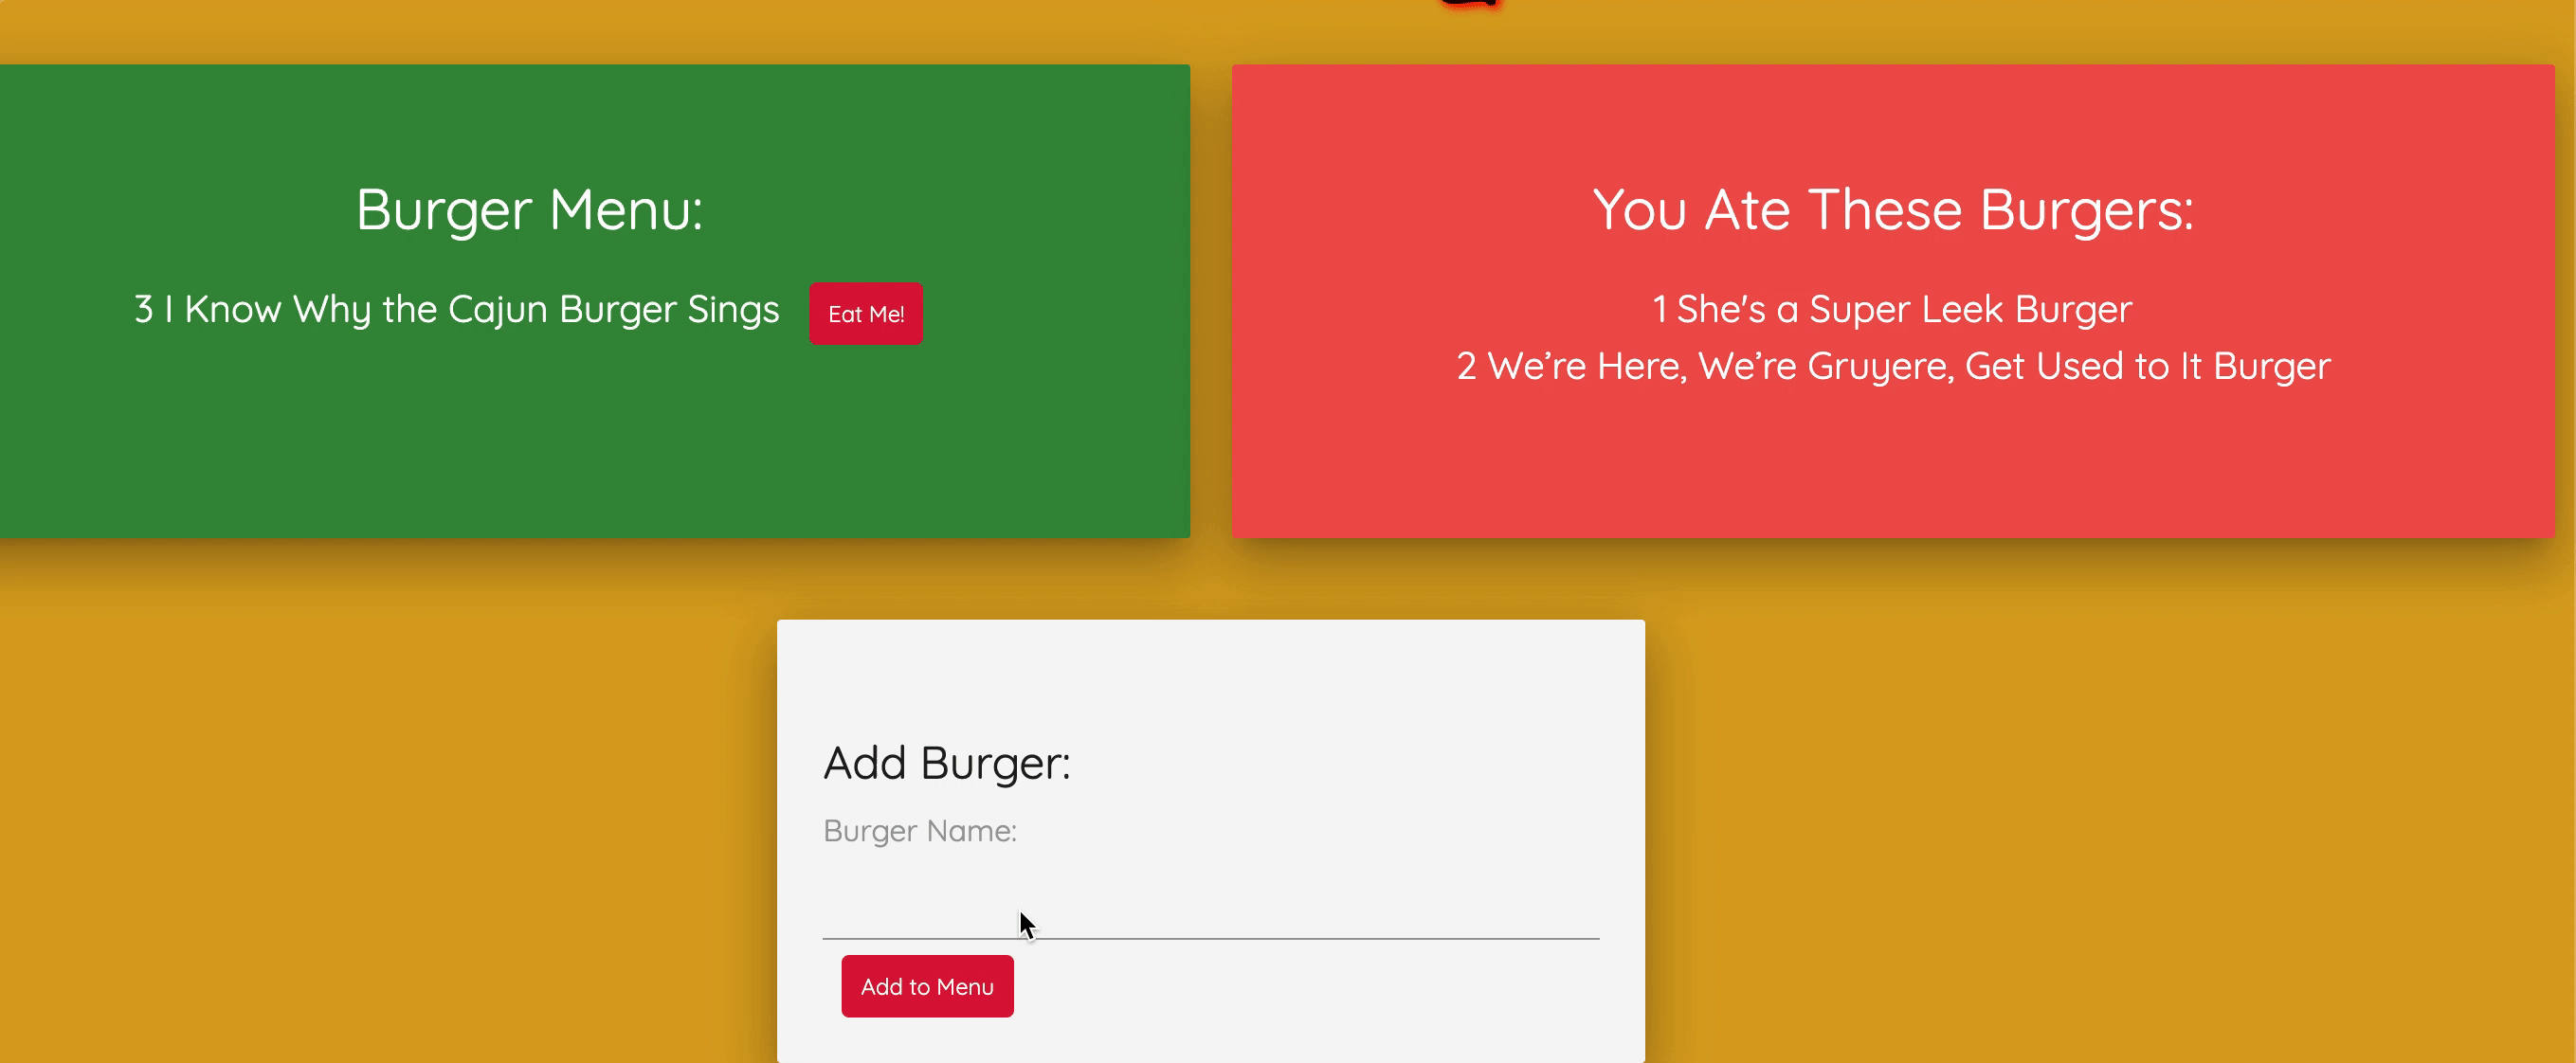 Burger Menu:
3 I Know Why the Cajun Burger Sings
Eat Me!
You Ate These Burgers:
1 She's a Super Leek Burger
2 We’re Here, We’re Gruyere, Get Used to It Burger
Add Burger:
Burger Name:
Add to Menu